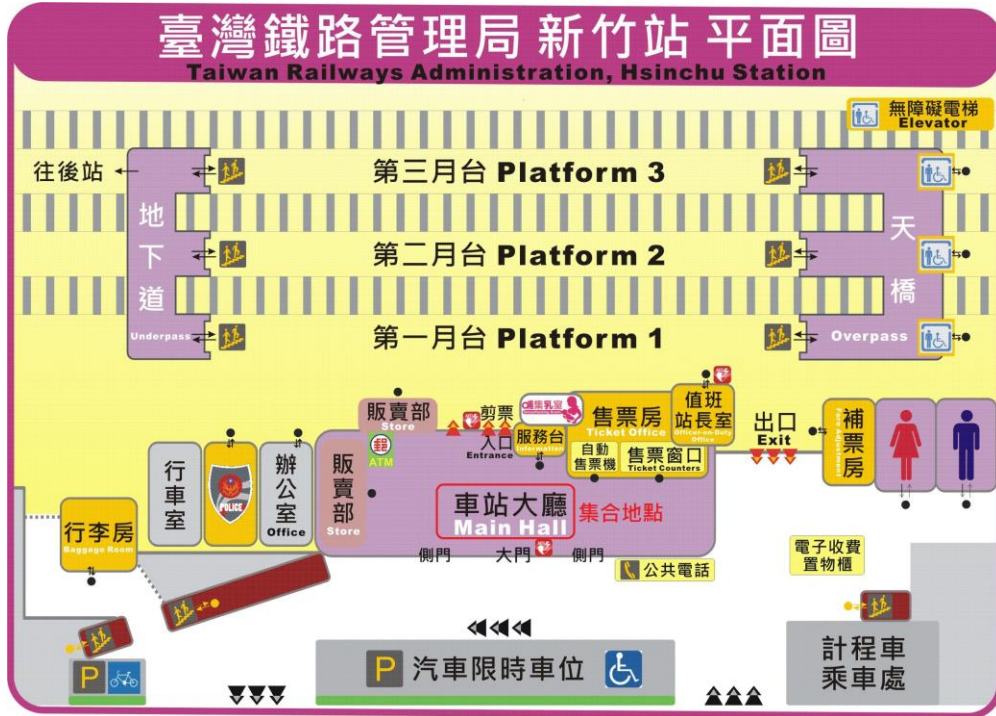 臺灣鐵路管理局 新竹站 平面圖
Taiwan Railways Administration, Hsinchu Station
無障礙電梯
Elevator
往後站
第三月台 Platform 3
地下道
Underpass
第二月台 Platform 2
天橋
Overpass
第一月台 Platform 1
販賣部
Store
郵
ATM
剪票
入口
Entrance
哺集乳室
服務台
Information
售票房
Ticket Office
自動
售票機
售票窗口
Ticket Counters
值班
站長室
Officer-on-Duty
Office
出口
Exit
補票房
Fare Adjustment
行李房
Baggage Room
行車室
POLICE
辦公室
Office
販賣部
Store
車站大廳
Main Hall
集合地點
側門
大門
側門
公共電話
電子收費
置物櫃
P
P 汽車限時車位
計程車
乘車處